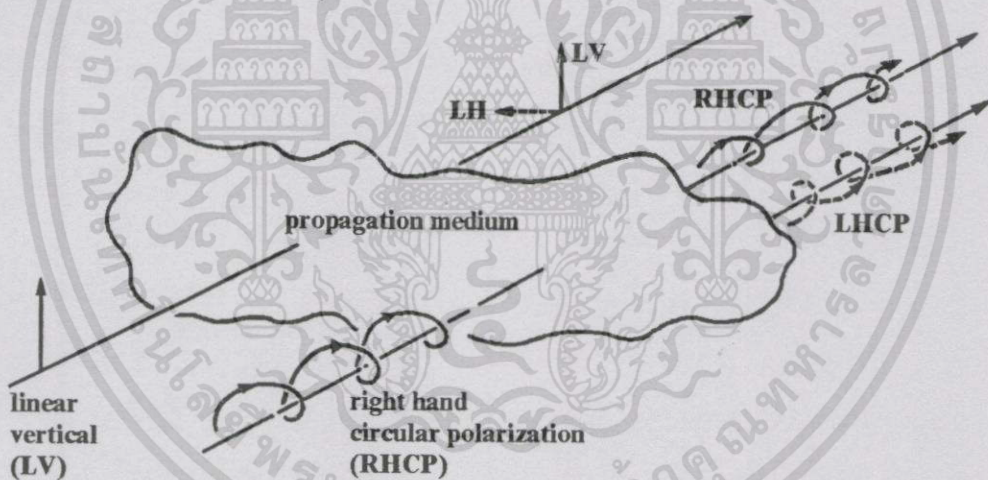 LV
LH
RHCP
LHCP
propagation medium
linear
vertical
(LV)
right hand
circular polarization
(RHCP)